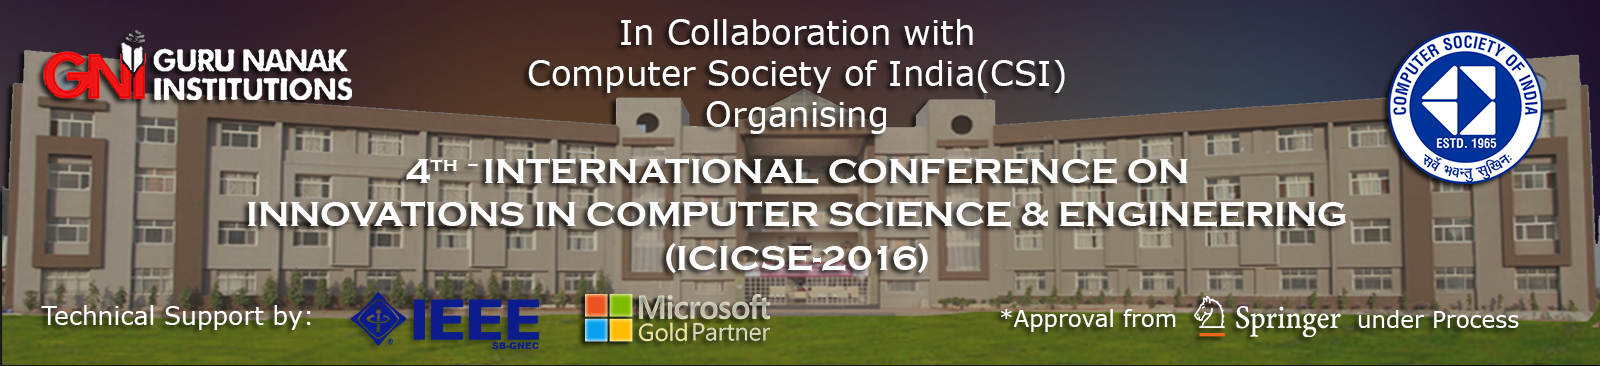 GNI GURU NANAK
INSTITUTIONS
In Collaboration with
Computer Society of India(CSI)
Organising
COMPUTER SOCIETY OF INDIA
ESTD. 1965
सर्वे भवन्तु सुखिनः
4TH - INTERNATIONAL CONFERENCE ON
INNOVATIONS IN COMPUTER SCIENCE & ENGINEERING
(ICICSE-2016)
Technical Support by:
IEEE
SB-GNEC
Microsoft
Gold Partner
*Approval from Springer under Process